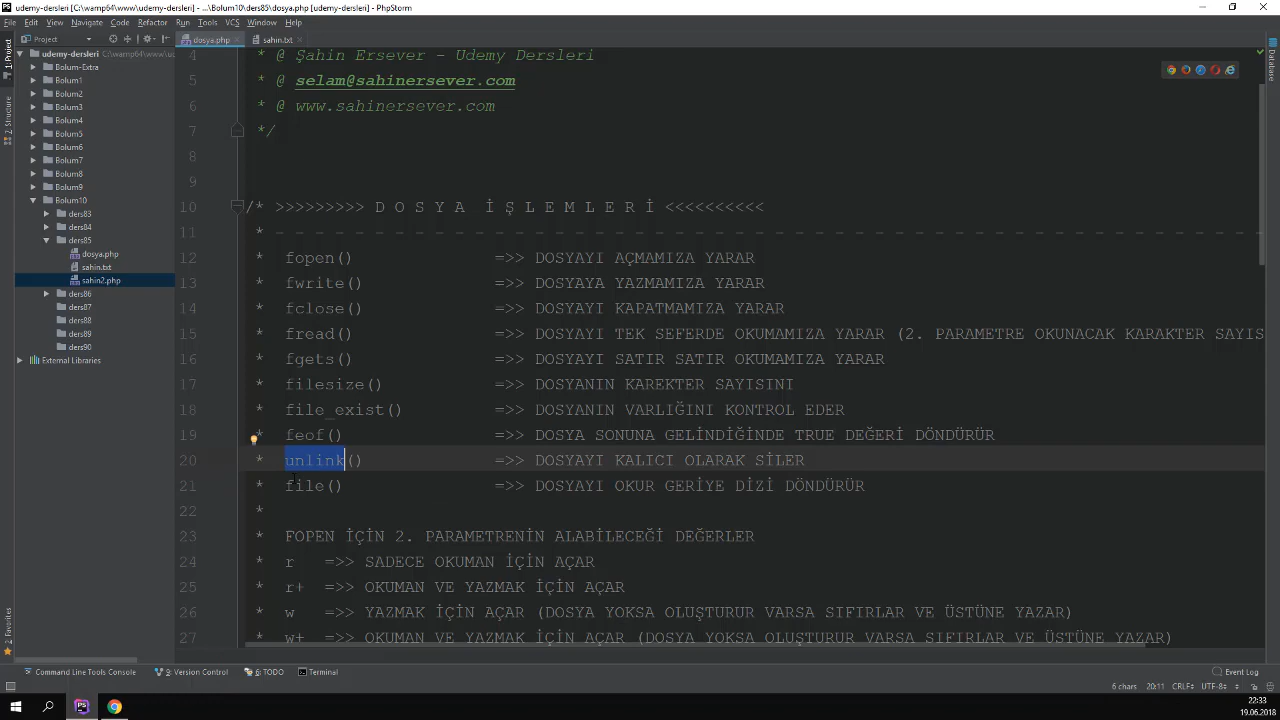 udemy-dersleri [C:\wamp64\www\udemy-dersleri] - ...\Bolum10\ders85\dosya.php - PhpStorm
File Edit View Navigate Code Refactor Run Tools VCS Window Help
Project
dosya.php
sahin.txt
udemy-dersleri C:\wamp64\www\ud
Bolum-Extra
Bolum1
Bolum2
Bolum3
Bolum4
Bolum5
Bolum6
Bolum7
Bolum8
Bolum9
Bolum10
ders83
ders84
ders85
dosya.php
sahin.txt
sahin2.php
ders86
ders87
ders88
ders89
ders90
External Libraries
1: Project
Z: Structure
2: Favorites
Database
4 * @ Şahin Ersever - Udemy Dersleri
5 * @ selam@sahinersever.com
6 * @ www.sahinersever.com
7 */
8
9
10 /* >>>>>>>>> D O S Y A İ Ş L E M L E R İ <<<<<<<<<<
11 * - - - - - - - - - - - - - - - - - - - - - - - - - - - - - - - - - - - - - - - - - - - - - - - - - -
12 * fopen() =>> DOSYAYI AÇMAMIZA YARAR
13 * fwrite() =>> DOSYAYA YAZMAMIZA YARAR
14 * fclose() =>> DOSYAYI KAPATMAMIZA YARAR
15 * fread() =>> DOSYAYI TEK SEFERDE OKUMAMIZA YARAR (2. PARAMETRE OKUNACAK KARAKTER SAYIS
16 * fgets() =>> DOSYAYI SATIR SATIR OKUMAMIZA YARAR
17 * filesize() =>> DOSYANIN KAREKTER SAYISINI
18 * file_exist() =>> DOSYANIN VARLIĞINI KONTROL EDER
19 * feof() =>> DOSYA SONUNA GELİNDİĞİNDE TRUE DEĞERİ DÖNDÜRÜR
20 * unlink() =>> DOSYAYI KALICI OLARAK SİLER
21 * file() =>> DOSYAYI OKUR GERİYE DİZİ DÖNDÜRÜR
22 *
23 * FOPEN İÇİN 2. PARAMETRENİN ALABİLECEĞİ DEĞERLER
24 * r =>> SADECE OKUMAN İÇİN AÇAR
25 * r+ =>> OKUMAN VE YAZMAK İÇİN AÇAR
26 * w =>> YAZMAK İÇİN AÇAR (DOSYA YOKSA OLUŞTURUR VARSA SIFIRLAR VE ÜSTÜNE YAZAR)
27 * w+ =>> OKUMAN VE YAZMAK İÇİN AÇAR (DOSYA YOKSA OLUŞTURUR VARSA SIFIRLAR VE ÜSTÜNE YAZAR)
Command Line Tools Console
9: Version Control
6: TODO
Terminal
Event Log
6 chars 20:11 CRLF÷ UTF-8÷
22:33
19.06.2018